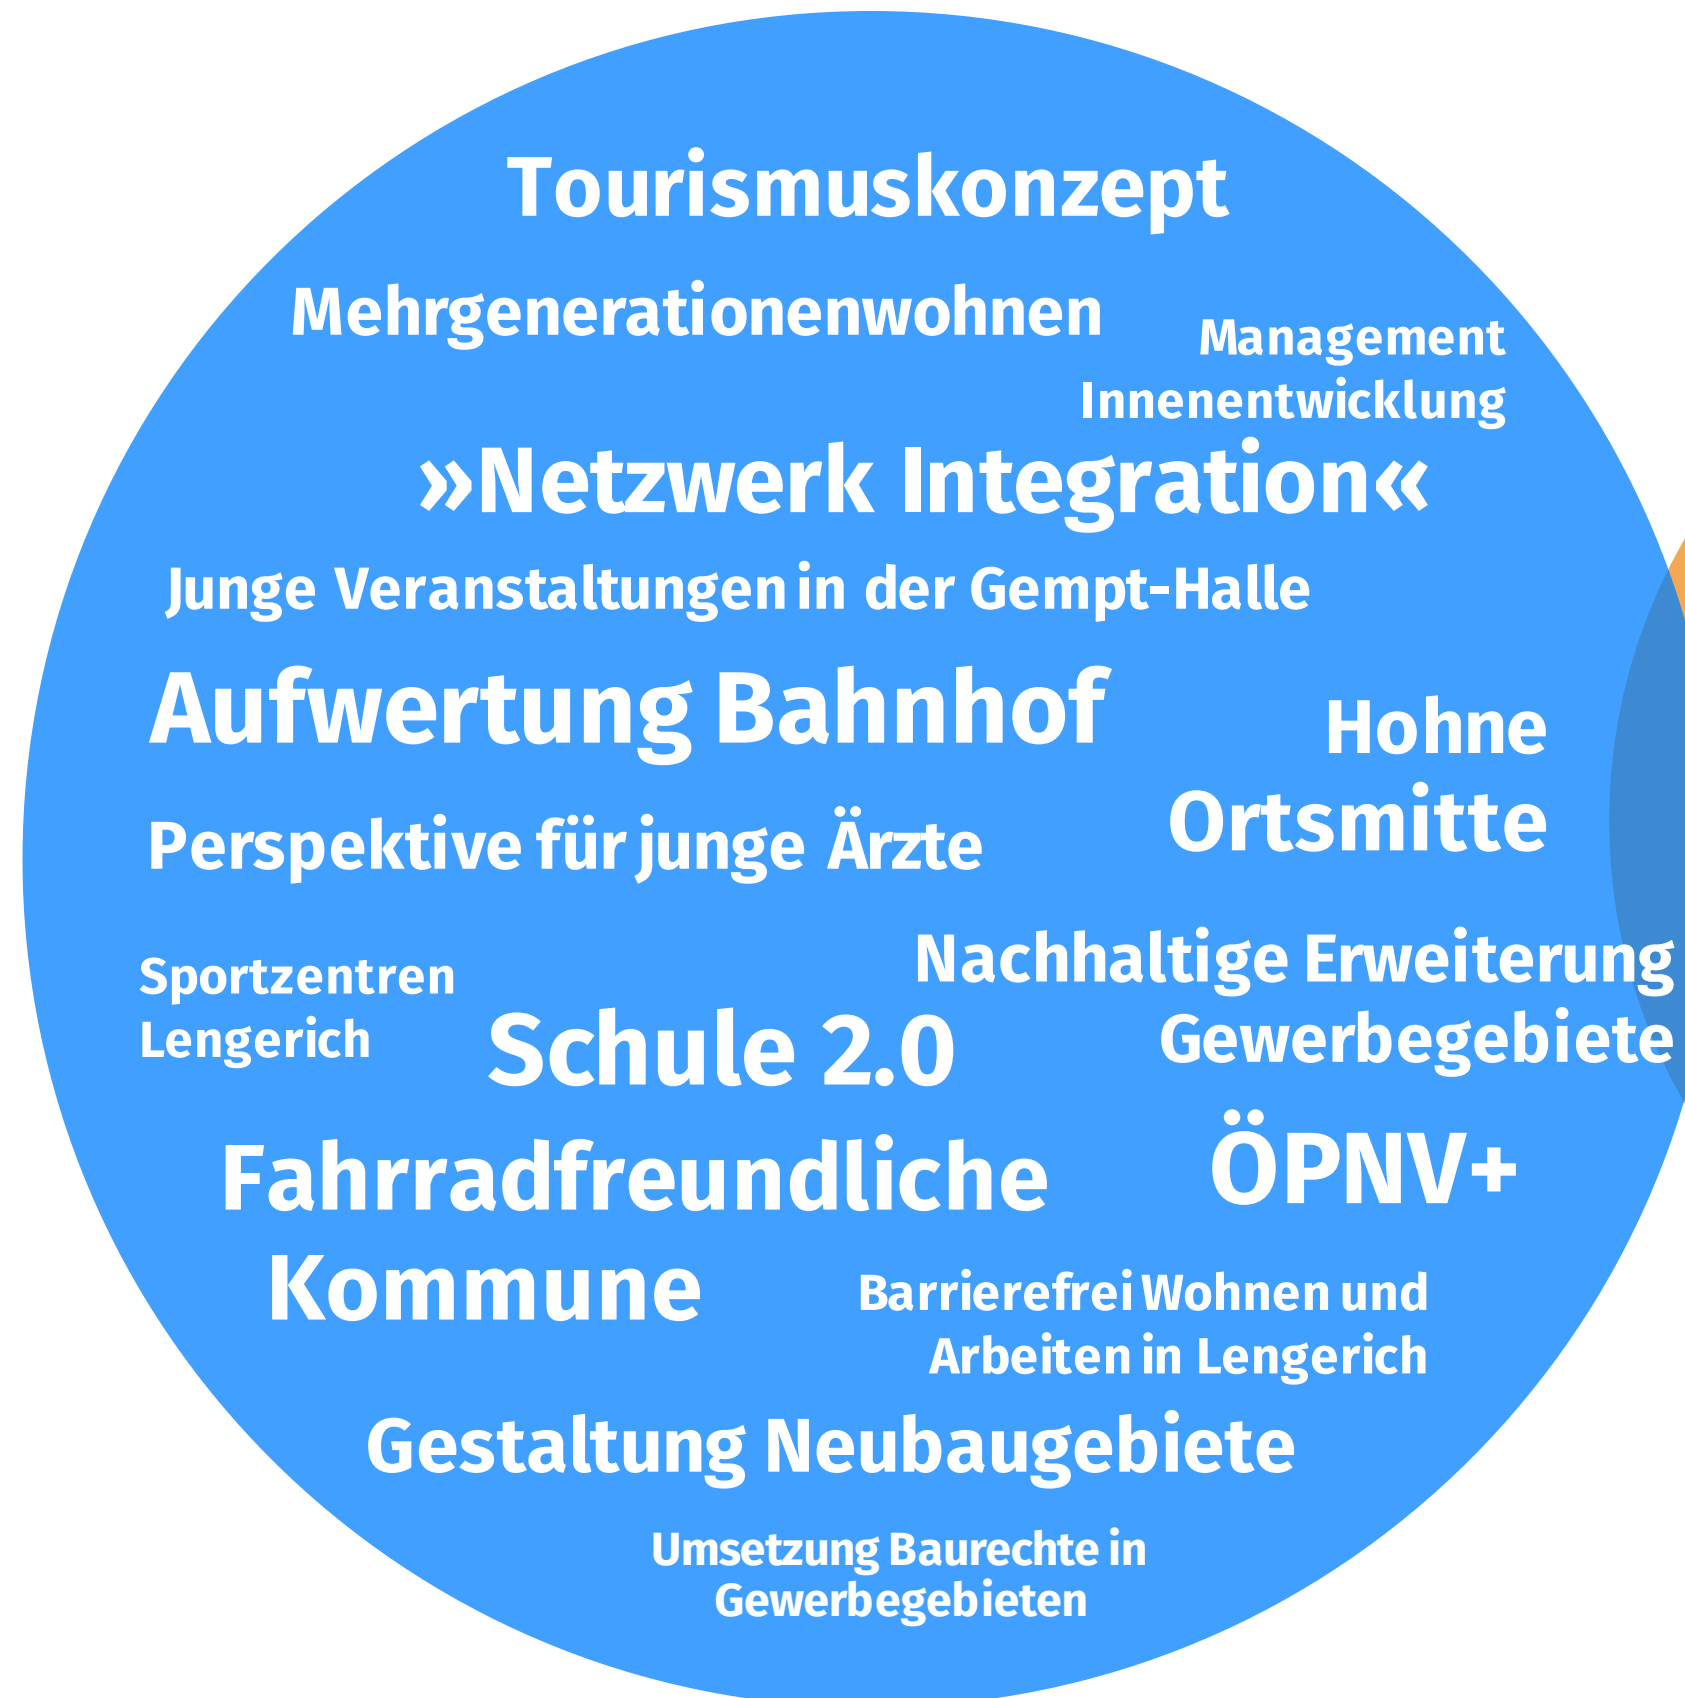 Tourismuskonzept
Mehrgenerationenwohnen
Management
Innenentwicklung
»Netzwerk Integration«
Junge Veranstaltungen in der Gempt-Halle
Aufwertung Bahnhof
Hohne
Ortsmitte
Perspektive für junge Ärzte
Nachhaltige Erweiterung
Gewerbegebiete
Sportzentren
Lengerich
Schule 2.0
Fahrradfreundliche
Kommune
ÖPNV+
Barrierefrei Wohnen und
Arbeiten in Lengerich
Gestaltung Neubaugebiete
Umsetzung Baurechte in
Gewerbegebieten